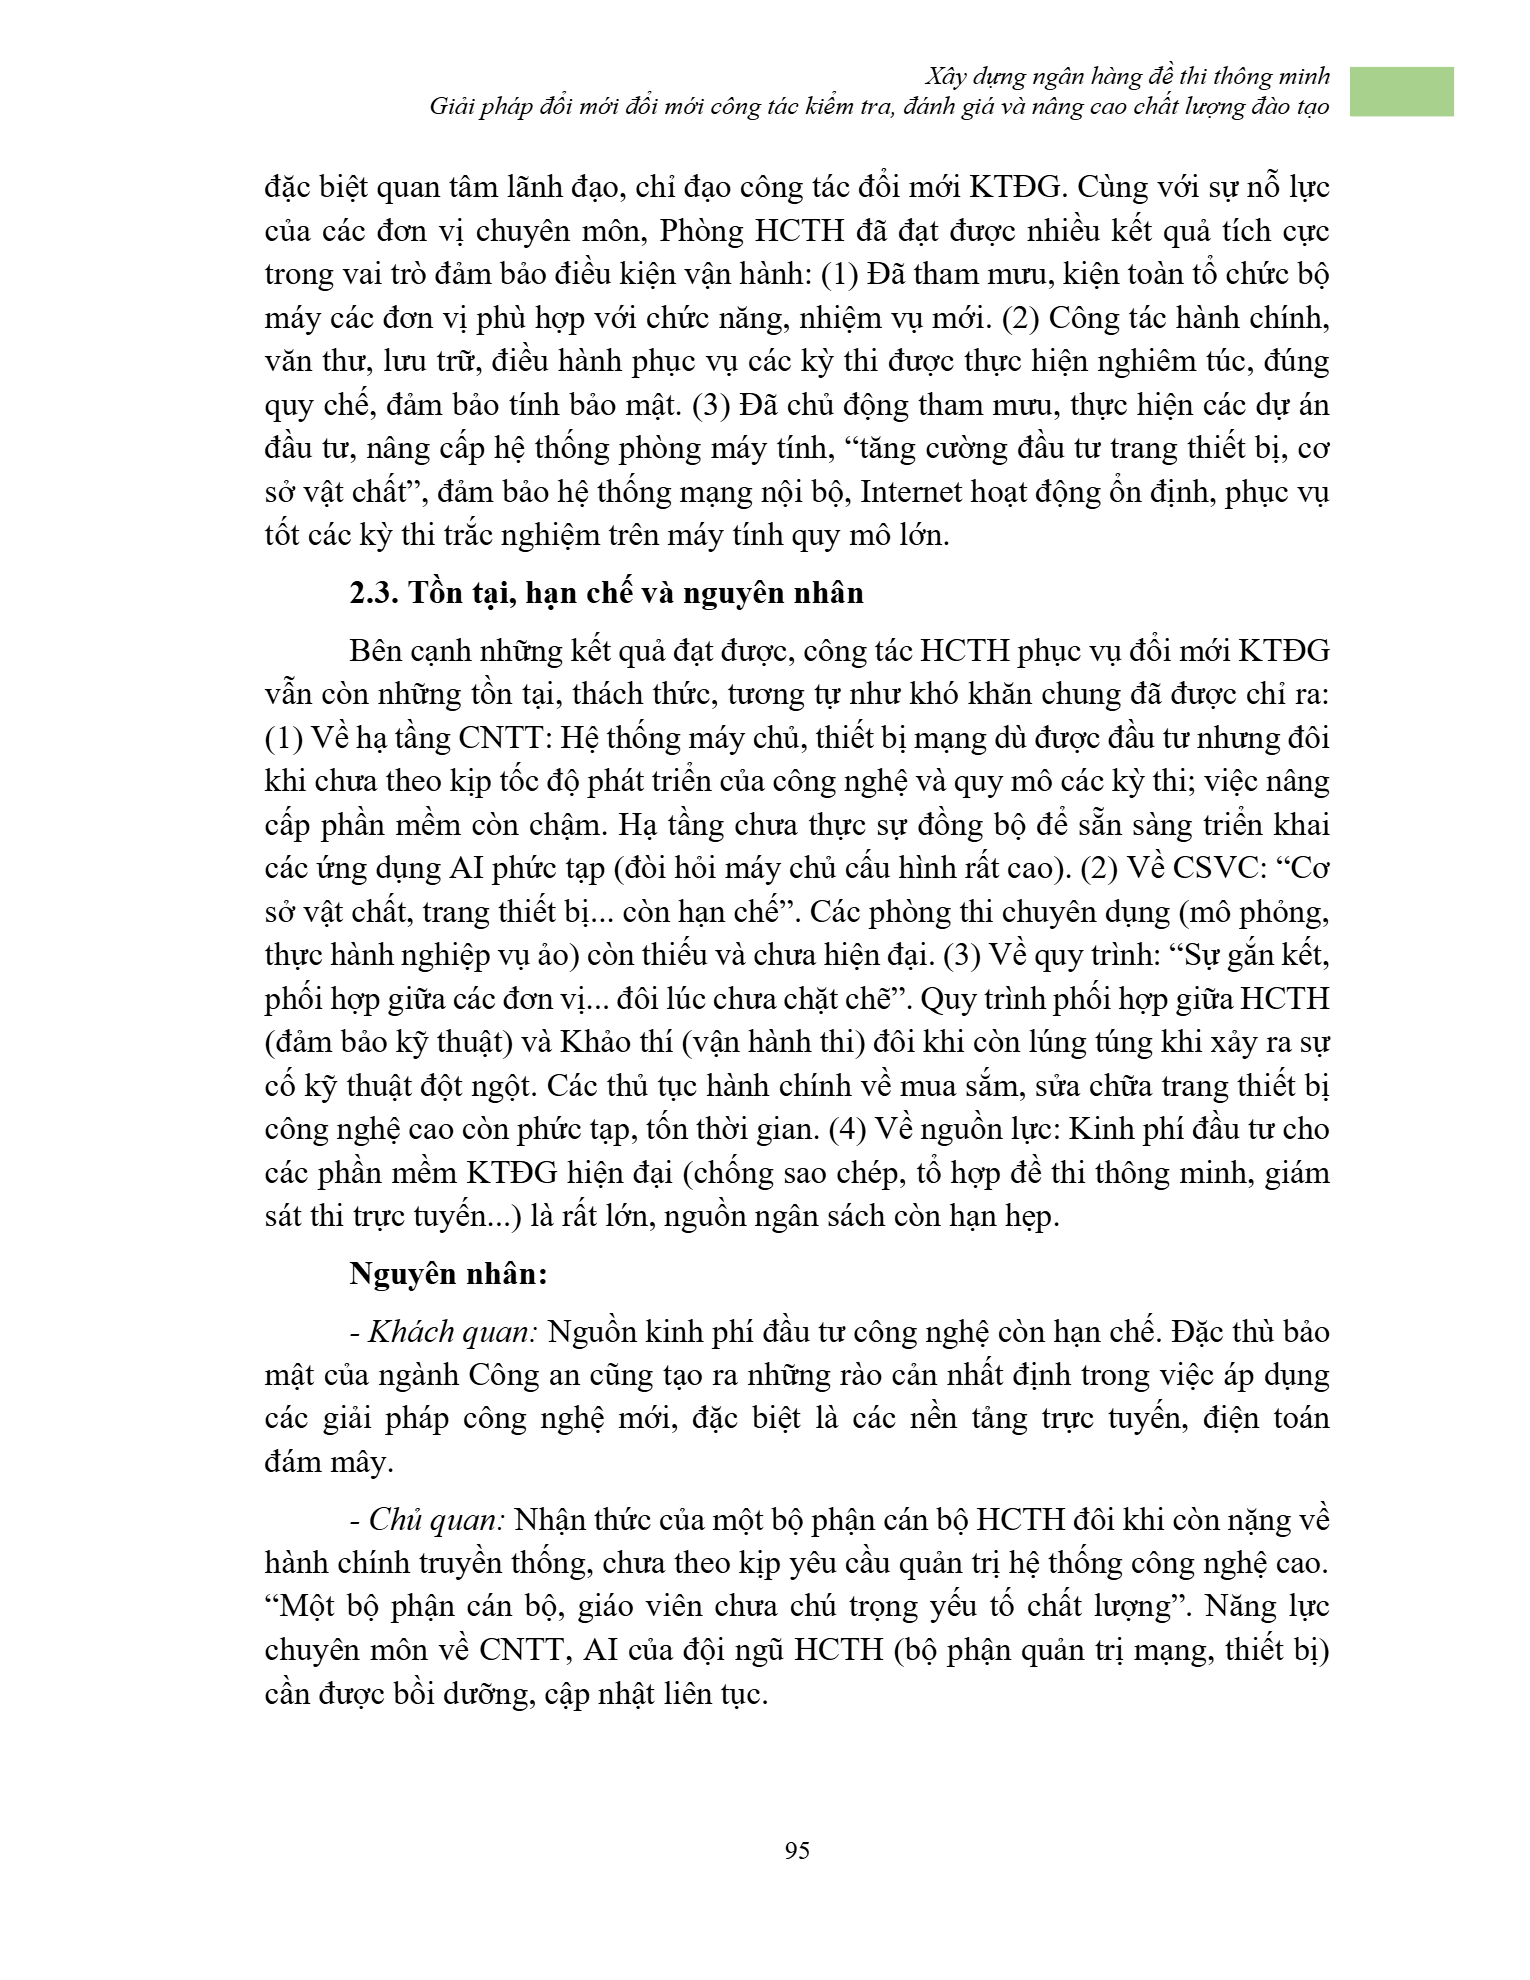 Xây dựng ngân hàng đề thi thông minh
Giải pháp đổi mới đổi mới công tác kiểm tra, đánh giá và nâng cao chất lượng đào tạo
đặc biệt quan tâm lãnh đạo, chỉ đạo công tác đổi mới KTĐG. Cùng với sự nỗ lực
của các đơn vị chuyên môn, Phòng HCTH đã đạt được nhiều kết quả tích cực
trong vai trò đảm bảo điều kiện vận hành: (1) Đã tham mưu, kiện toàn tổ chức bộ
máy các đơn vị phù hợp với chức năng, nhiệm vụ mới. (2) Công tác hành chính,
văn thư, lưu trữ, điều hành phục vụ các kỳ thi được thực hiện nghiêm túc, đúng
quy chế, đảm bảo tính bảo mật. (3) Đã chủ động tham mưu, thực hiện các dự án
đầu tư, nâng cấp hệ thống phòng máy tính, “tăng cường đầu tư trang thiết bị, cơ
sở vật chất”, đảm bảo hệ thống mạng nội bộ, Internet hoạt động ổn định, phục vụ
tốt các kỳ thi trắc nghiệm trên máy tính quy mô lớn.
2.3. Tồn tại, hạn chế và nguyên nhân
Bên cạnh những kết quả đạt được, công tác HCTH phục vụ đổi mới KTĐG
vẫn còn những tồn tại, thách thức, tương tự như khó khăn chung đã được chỉ ra:
(1) Về hạ tầng CNTT: Hệ thống máy chủ, thiết bị mạng dù được đầu tư nhưng đôi
khi chưa theo kịp tốc độ phát triển của công nghệ và quy mô các kỳ thi; việc nâng
cấp phần mềm còn chậm. Hạ tầng chưa thực sự đồng bộ để sẵn sàng triển khai
các ứng dụng AI phức tạp (đòi hỏi máy chủ cấu hình rất cao). (2) Về CSVC: “Cơ
sở vật chất, trang thiết bị... còn hạn chế”. Các phòng thi chuyên dụng (mô phỏng,
thực hành nghiệp vụ ảo) còn thiếu và chưa hiện đại. (3) Về quy trình: “Sự gắn kết,
phối hợp giữa các đơn vị... đôi lúc chưa chặt chẽ”. Quy trình phối hợp giữa HCTH
(đảm bảo kỹ thuật) và Khảo thí (vận hành thi) đôi khi còn lúng túng khi xảy ra sự
cố kỹ thuật đột ngột. Các thủ tục hành chính về mua sắm, sửa chữa trang thiết bị
công nghệ cao còn phức tạp, tốn thời gian. (4) Về nguồn lực: Kinh phí đầu tư cho
các phần mềm KTĐG hiện đại (chống sao chép, tổ hợp đề thi thông minh, giám
sát thi trực tuyến...) là rất lớn, nguồn ngân sách còn hạn hẹp.
Nguyên nhân:
- Khách quan: Nguồn kinh phí đầu tư công nghệ còn hạn chế. Đặc thù bảo
mật của ngành Công an cũng tạo ra những rào cản nhất định trong việc áp dụng
các giải pháp công nghệ mới, đặc biệt là các nền tảng trực tuyến, điện toán
đám mây.
- Chủ quan: Nhận thức của một bộ phận cán bộ HCTH đôi khi còn nặng về
hành chính truyền thống, chưa theo kịp yêu cầu quản trị hệ thống công nghệ cao.
“Một bộ phận cán bộ, giáo viên chưa chú trọng yếu tố chất lượng”. Năng lực
chuyên môn về CNTT, AI của đội ngũ HCTH (bộ phận quản trị mạng, thiết bị)
cần được bồi dưỡng, cập nhật liên tục.
95